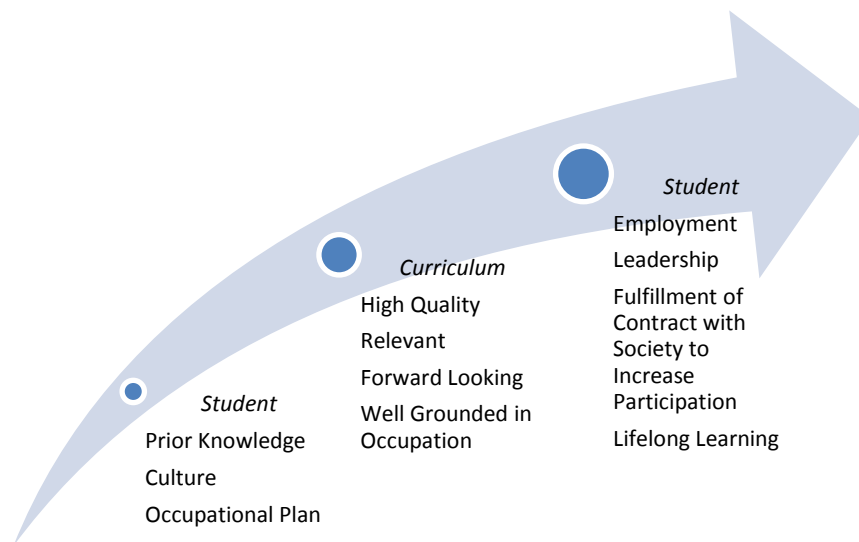 Student
Prior Knowledge
Culture
Occupational Plan
Curriculum
High Quality
Relevant
Forward Looking
Well Grounded in
Occupation
Student
Employment
Leadership
Fulfillment of
Contract with
Society to
Increase
Participation
Lifelong Learning